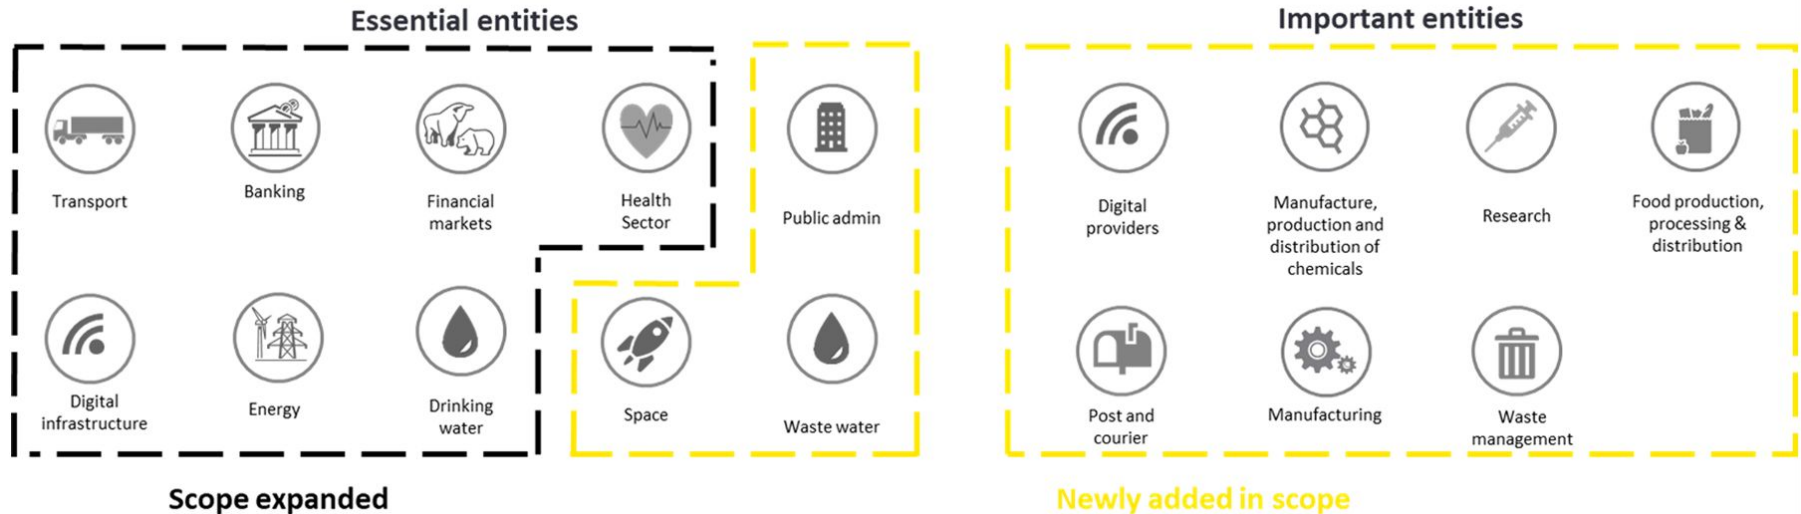 Essential entities
Important entities
Transport
Banking
Financial
markets
Health
Sector
Public admin
Digital
providers
Manufacture,
production and
distribution of
chemicals
Research
Food production,
processing &
distribution
Digital
infrastructure
Energy
Drinking
water
Space
Waste water
Post and
courier
Manufacturing
Waste
management
Scope expanded
Newly added in scope